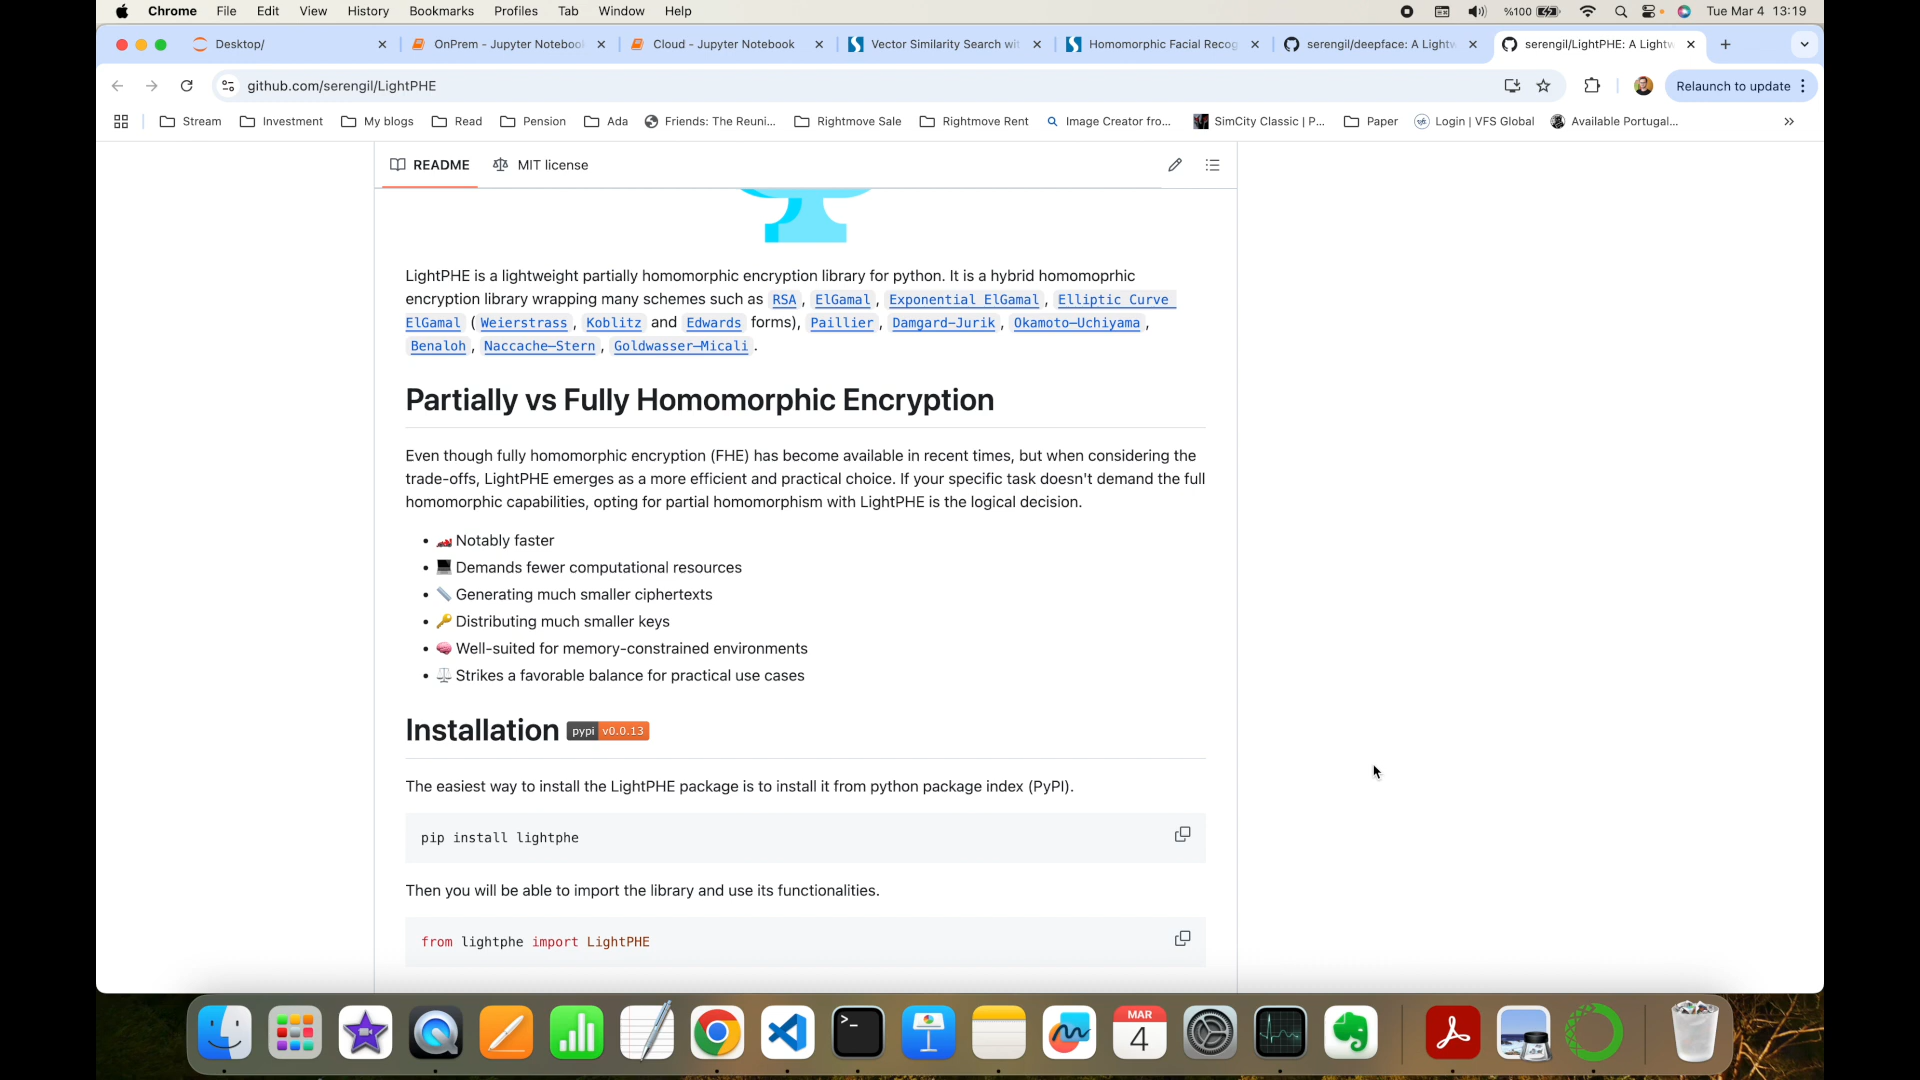 Chrome File Edit View History Bookmarks Profiles Tab Window Help %100 Tue Mar 4 13:19
Desktop/ OnPrem - Jupyter Notebook Cloud - Jupyter Notebook Vector Similarity Search wit Homomorphic Facial Recog serengil/deepface: A Lightw serengil/LightPHE: A Lightw
github.com/serengil/LightPHE Relaunch to update
Stream Investment My blogs Read Pension Ada Friends: The Reuni... Rightmove Sale Rightmove Rent Image Creator fro... SimCity Classic | P... Paper Login | VFS Global Available Portugal...
README MIT license
LightPHE is a lightweight partially homomorphic encryption library for python. It is a hybrid homomoprhic
encryption library wrapping many schemes such as RSA , ElGamal , Exponential ElGamal , Elliptic Curve
ElGamal ( Weierstrass , Koblitz and Edwards forms), Paillier , Damgard–Jurik , Okamoto–Uchiyama ,
Benaloh , Naccache–Stern , Goldwasser–Micali .
Partially vs Fully Homomorphic Encryption
Even though fully homomorphic encryption (FHE) has become available in recent times, but when considering the
trade-offs, LightPHE emerges as a more efficient and practical choice. If your specific task doesn't demand the full
homomorphic capabilities, opting for partial homomorphism with LightPHE is the logical decision.
• 🏎️ Notably faster
• 💻 Demands fewer computational resources
• 📏 Generating much smaller ciphertexts
• 🔑 Distributing much smaller keys
• 🧠 Well-suited for memory-constrained environments
• ⚖️ Strikes a favorable balance for practical use cases
Installation pypi v0.0.13
The easiest way to install the LightPHE package is to install it from python package index (PyPI).
pip install lightphe
Then you will be able to import the library and use its functionalities.
from lightphe import LightPHE
MAR
4